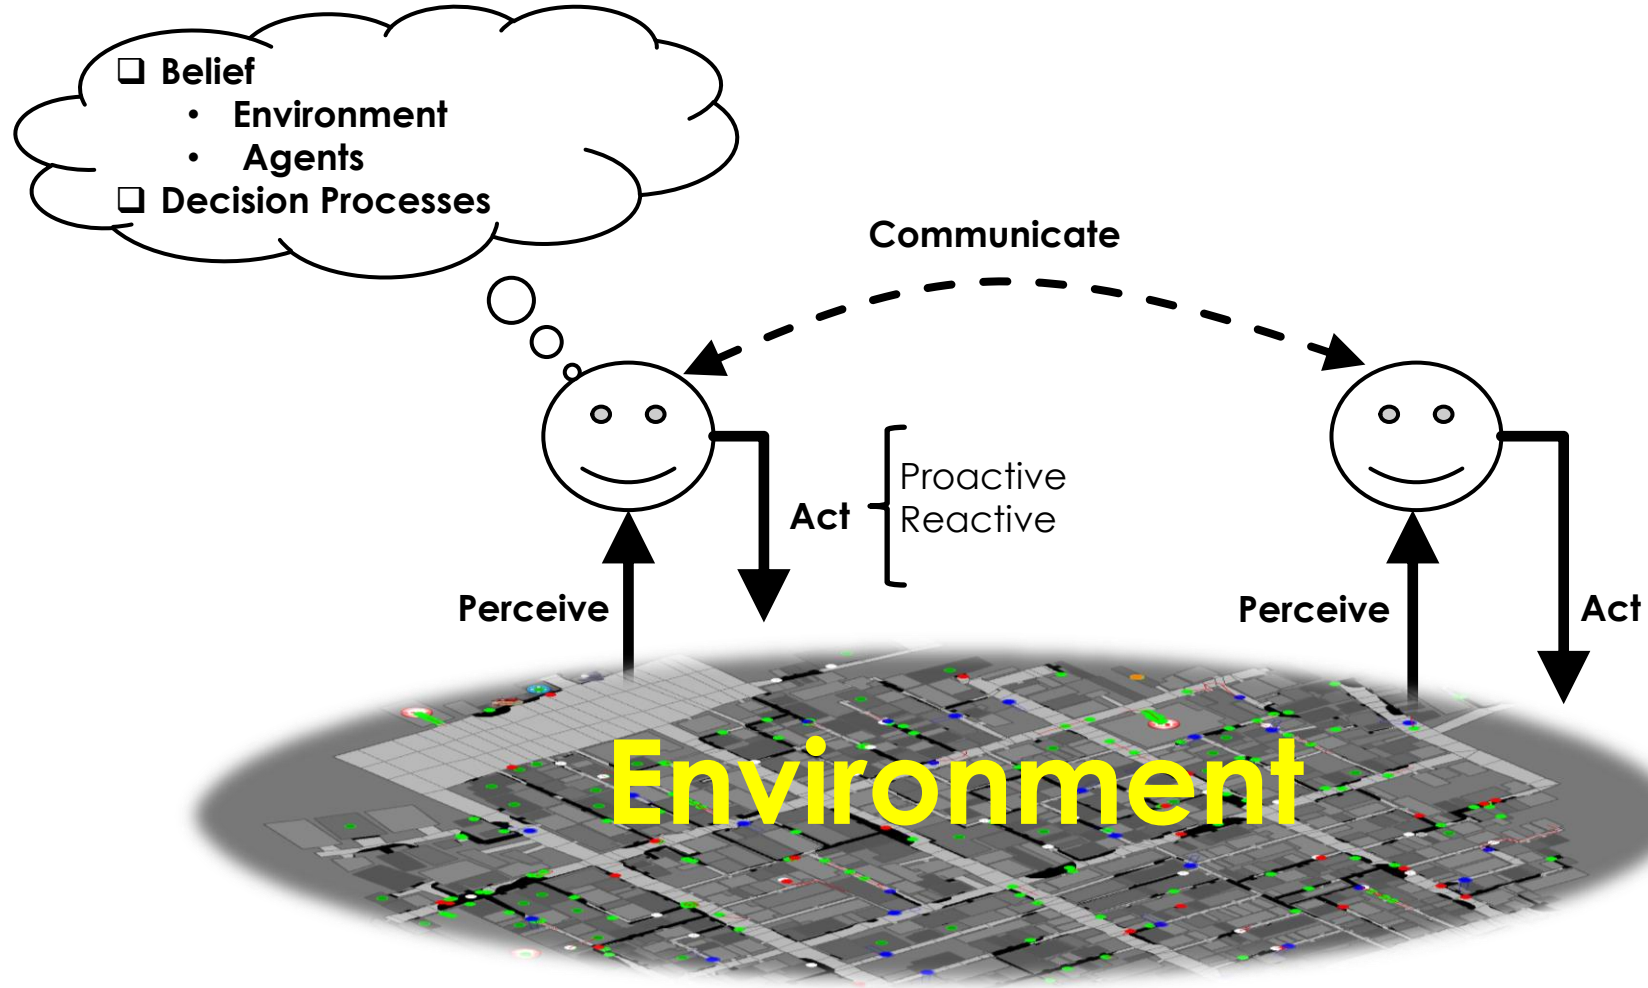 ❑ Belief
• Environment
• Agents
❑ Decision Processes
Communicate
Proactive
Act
Reactive
Perceive
Perceive
Act
Environment